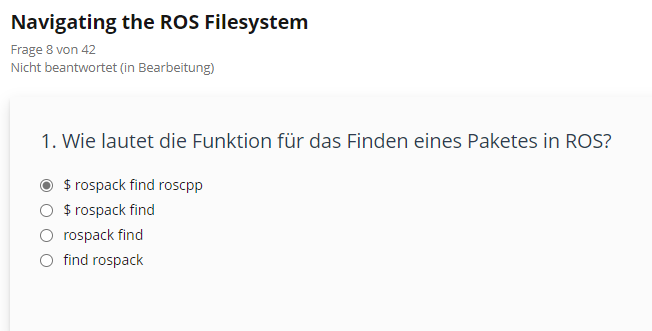 Navigating the ROS Filesystem
Frage 8 von 42
Nicht beantwortet (in Bearbeitung)
1. Wie lautet die Funktion für das Finden eines Paketes in ROS?
$ rospack find roscpp
$ rospack find
rospack find
find rospack